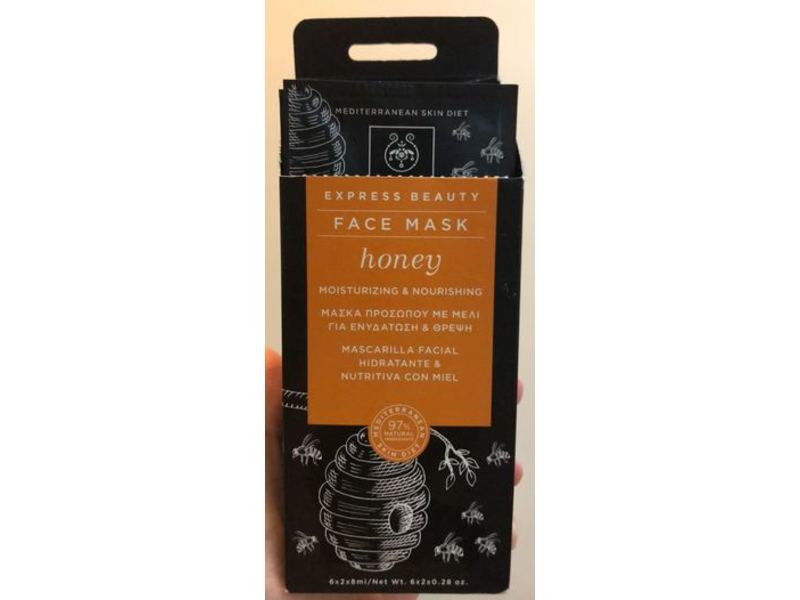 MEDITERRANEAN SKIN DIET
EXPRESS BEAUTY
FACE MASK
honey
MOISTURIZING & NOURISHING
ΜΑΣΚΑ ΠΡΟΣΩΠΟΥ ΜΕ ΜΕΛΙ
ΓΙΑ ΕΝΥΔΑΤΩΣΗ & ΘΡΕΨΗ
MASCARILLA FACIAL
HIDRATANTE &
NUTRITIVA CON MIEL
MEDITERRANEAN
97%
NATURAL
INGREDIENTS
SKIN DIET
6x2x8ml/Net Wt. 6x2x0.28 oz.